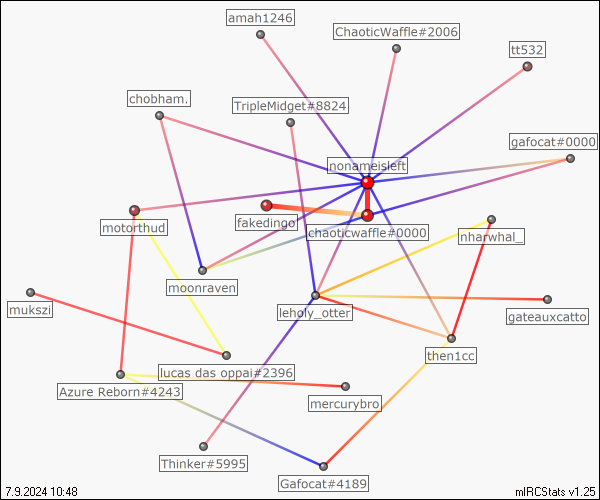 amah1246
ChaoticWaffle#2006
tt532
chobham.
TripleMidget#8824
gafocat#0000
nonameisleft
fakedingo
chaoticwaffle#0000
motorthud
nharwhal_
moonraven
mukszi
leholy_otter
gateauxcatto
then1cc
lucas das oppai#2396
Azure Reborn#4243
mercurybro
Thinker#5995
Gafocat#4189
7.9.2024 10:48
mIRCStats v1.25